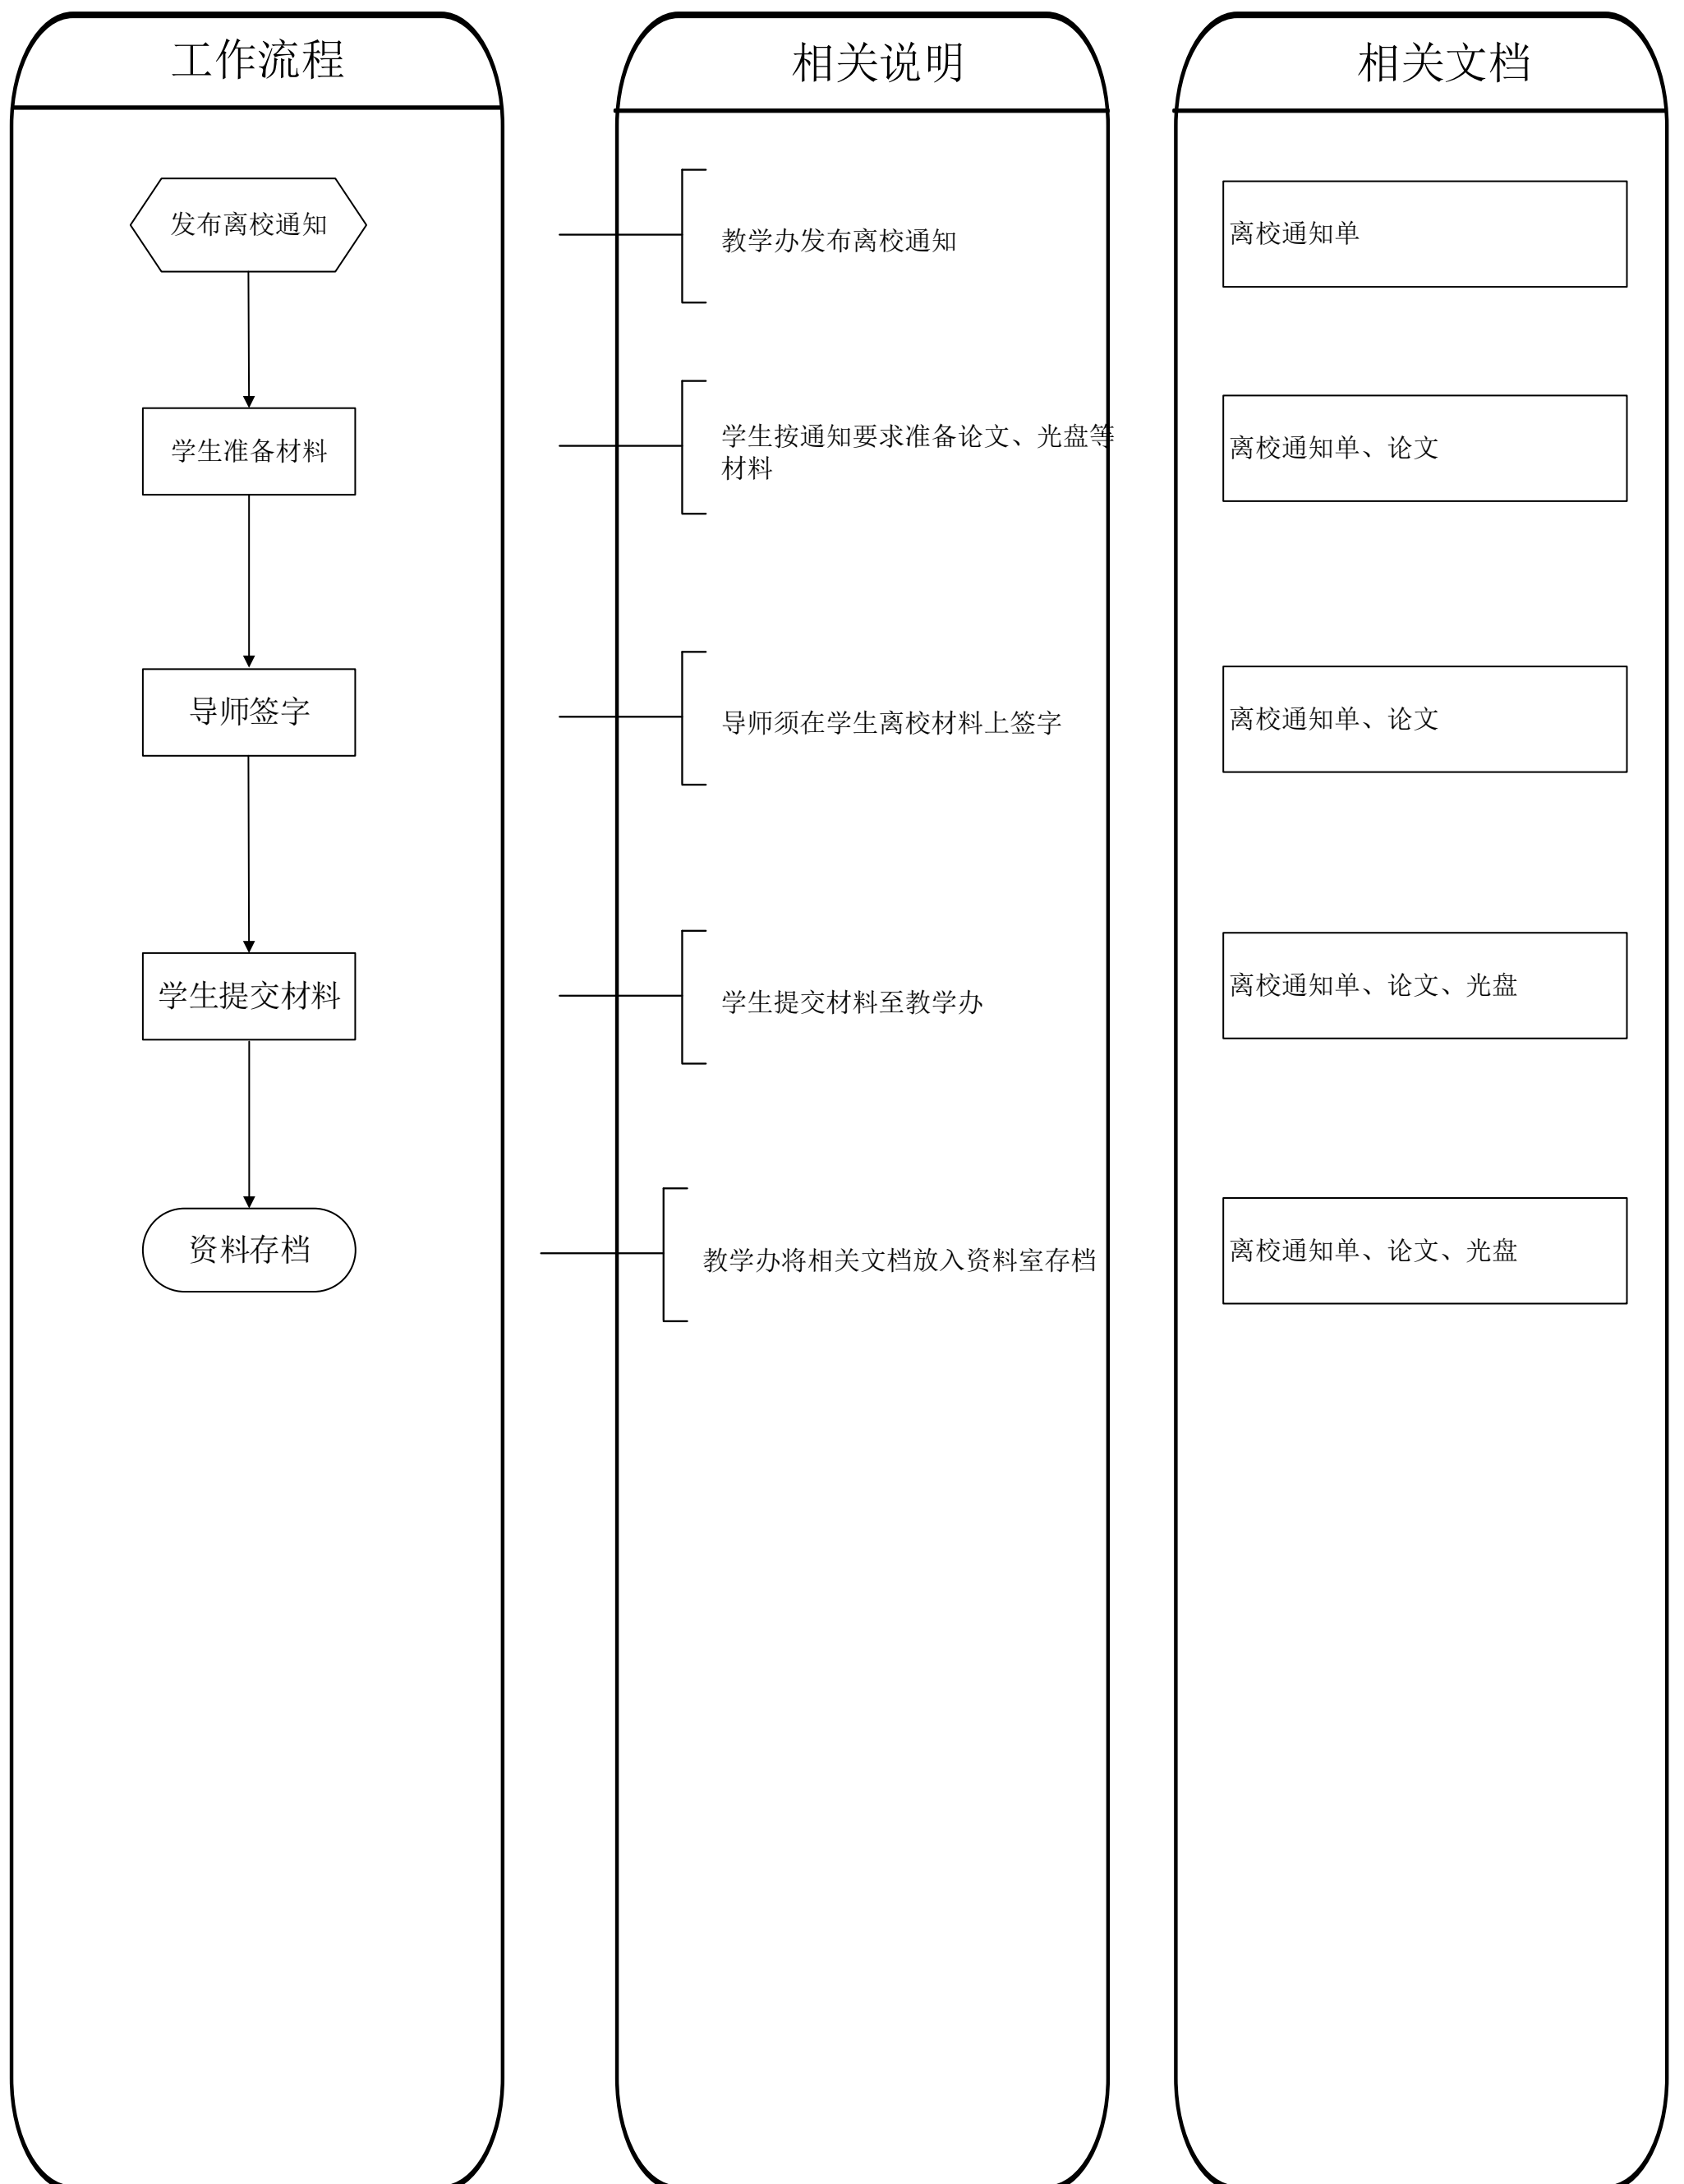 工作流程
相关说明
相关文档
发布离校通知
教学办发布离校通知
离校通知单
学生准备材料
学生按通知要求准备论文、光盘等
材料
离校通知单、论文
导师签字
导师须在学生离校材料上签字
离校通知单、论文
学生提交材料
学生提交材料至教学办
离校通知单、论文、光盘
资料存档
教学办将相关文档放入资料室存档
离校通知单、论文、光盘